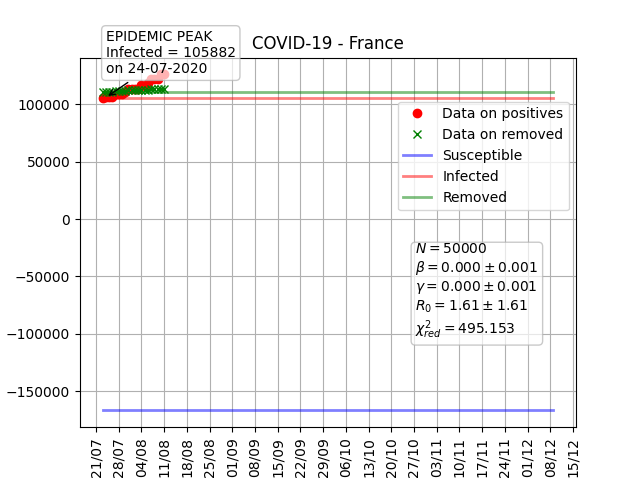 COVID-19 - France
EPIDEMIC PEAK
Infected = 105882
on 24-07-2020
100000
50000
0
−50000
−100000
−150000
Data on positives
Data on removed
Susceptible
Infected
Removed
N = 50000
β = 0.000 ± 0.001
γ = 0.000 ± 0.001
R₀ = 1.61 ± 1.61
χ²_red = 495.153
21/07
28/07
04/08
11/08
18/08
25/08
01/09
08/09
15/09
22/09
29/09
06/10
13/10
20/10
27/10
03/11
10/11
17/11
24/11
01/12
08/12
15/12